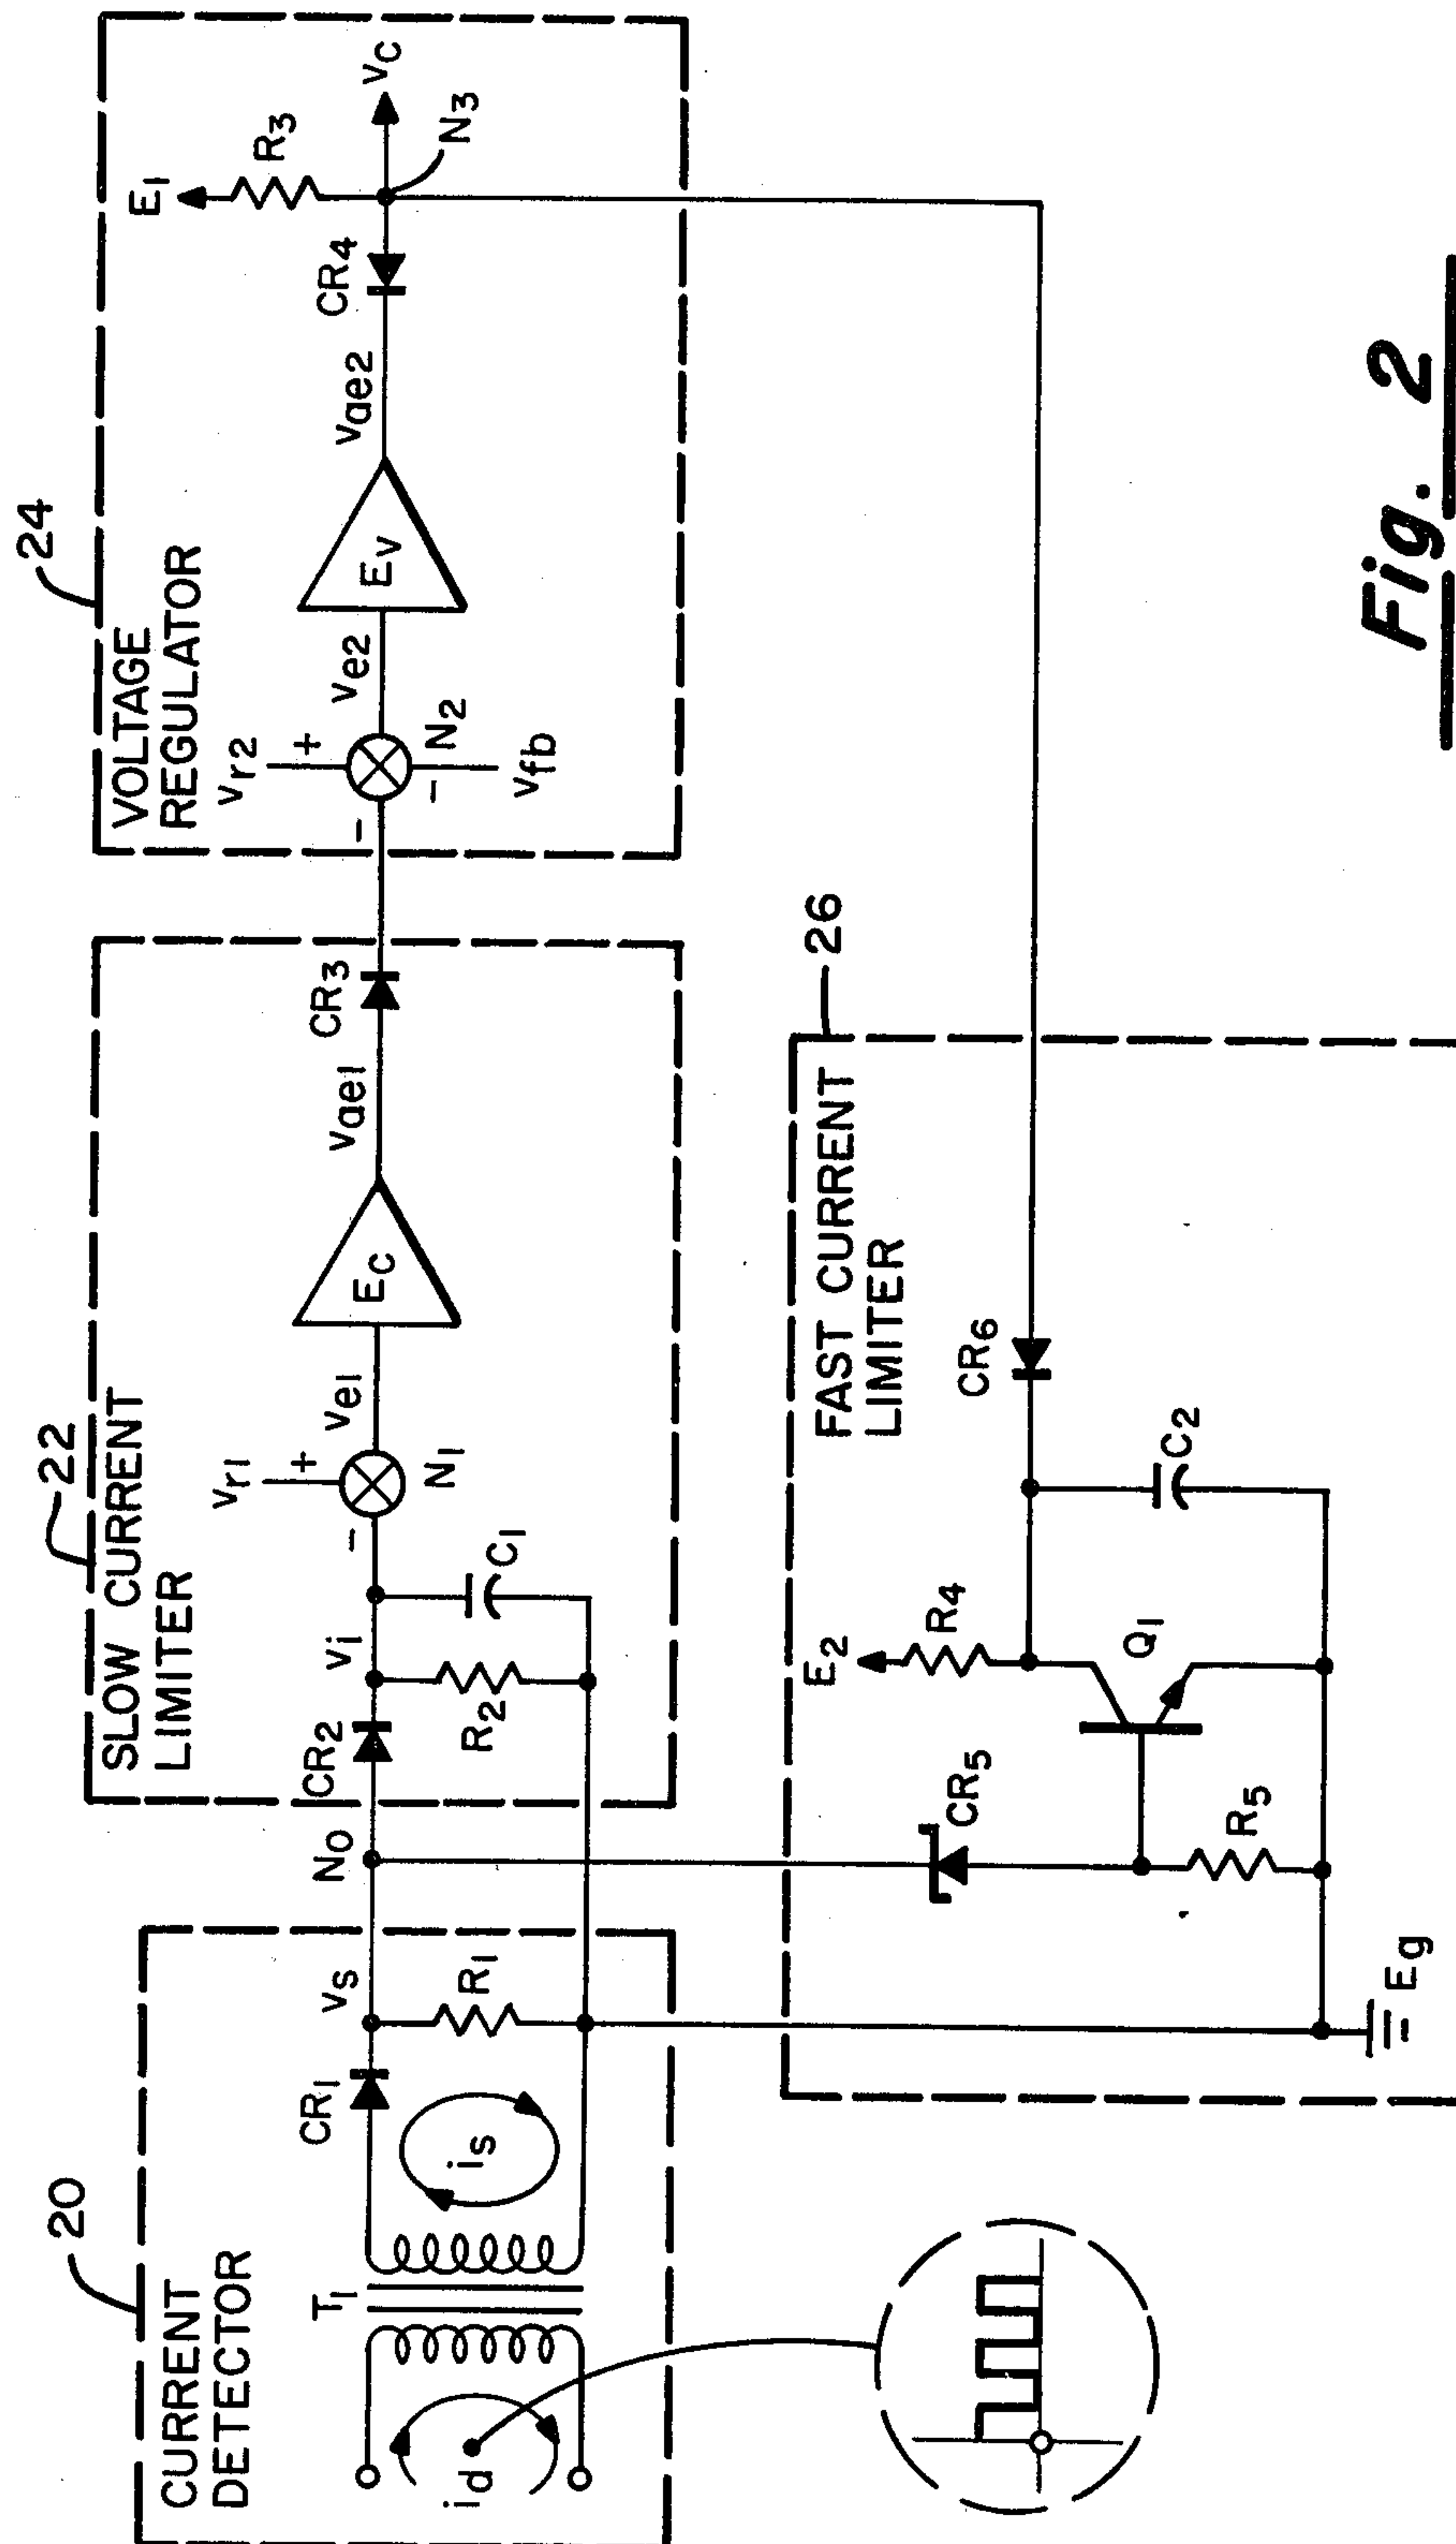 20
CURRENT
DETECTOR
T1
id
is
CR1
vs
R1
N0
22
SLOW CURRENT
LIMITER
CR2
vi
R2
C1
vr1
+
-
N1
ve1
EC
vae1
CR3
24
VOLTAGE
REGULATOR
vr2
+
-
-
N2
vfb
ve2
EV
vae2
CR4
E1
R3
vc
N3
26
FAST CURRENT
LIMITER
CR5
R5
E2
R4
Q1
C2
CR6
Eg
Fig. 2